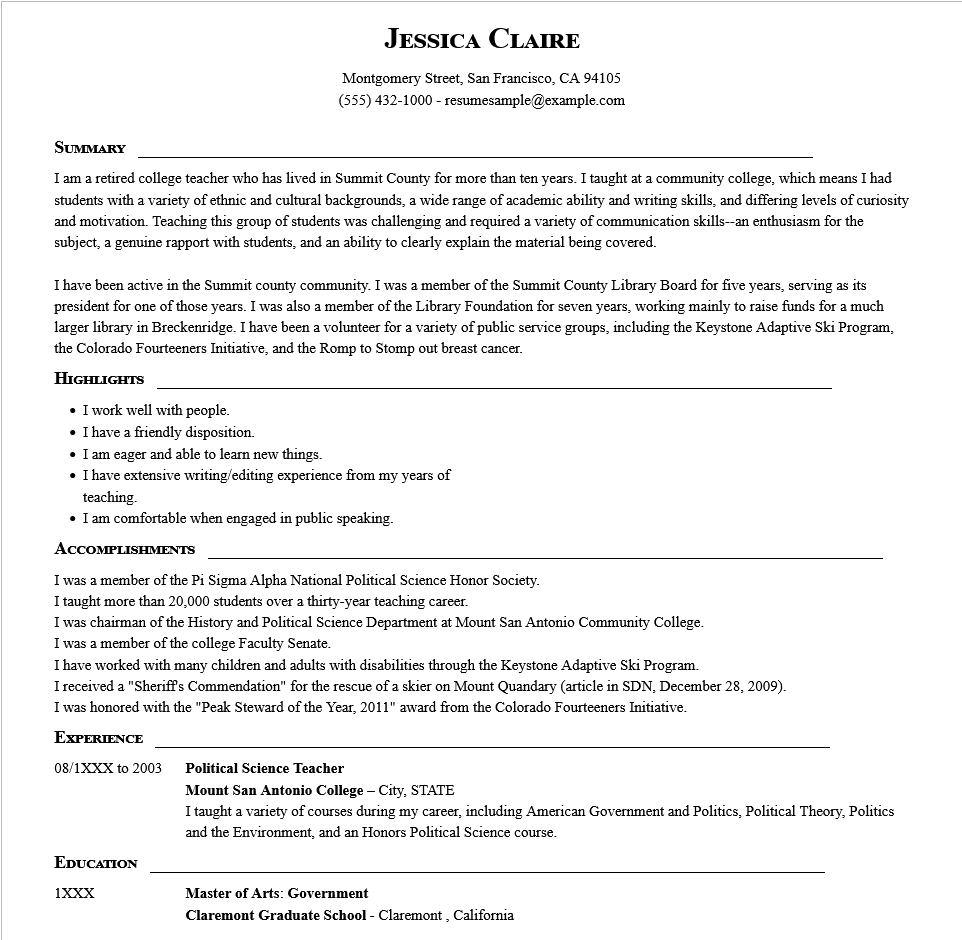 Jessica Claire
Montgomery Street, San Francisco, CA 94105
(555) 432-1000 - resumesample@example.com
Summary
I am a retired college teacher who has lived in Summit County for more than ten years. I taught at a community college, which means I had
students with a variety of ethnic and cultural backgrounds, a wide range of academic ability and writing skills, and differing levels of curiosity
and motivation. Teaching this group of students was challenging and required a variety of communication skills--an enthusiasm for the
subject, a genuine rapport with students, and an ability to clearly explain the material being covered.
I have been active in the Summit county community. I was a member of the Summit County Library Board for five years, serving as its
president for one of those years. I was also a member of the Library Foundation for seven years, working mainly to raise funds for a much
larger library in Breckenridge. I have been a volunteer for a variety of public service groups, including the Keystone Adaptive Ski Program,
the Colorado Fourteeners Initiative, and the Romp to Stomp out breast cancer.
Highlights
• I work well with people.
• I have a friendly disposition.
• I am eager and able to learn new things.
• I have extensive writing/editing experience from my years of
teaching.
• I am comfortable when engaged in public speaking.
Accomplishments
I was a member of the Pi Sigma Alpha National Political Science Honor Society.
I taught more than 20,000 students over a thirty-year teaching career.
I was chairman of the History and Political Science Department at Mount San Antonio Community College.
I was a member of the college Faculty Senate.
I have worked with many children and adults with disabilities through the Keystone Adaptive Ski Program.
I received a "Sheriff's Commendation" for the rescue of a skier on Mount Quandary (article in SDN, December 28, 2009).
I was honored with the "Peak Steward of the Year, 2011" award from the Colorado Fourteeners Initiative.
Experience
08/1XXX to 2003 Political Science Teacher
Mount San Antonio College – City, STATE
I taught a variety of courses during my career, including American Government and Politics, Political Theory, Politics
and the Environment, and an Honors Political Science course.
Education
1XXX Master of Arts: Government
Claremont Graduate School - Claremont , California